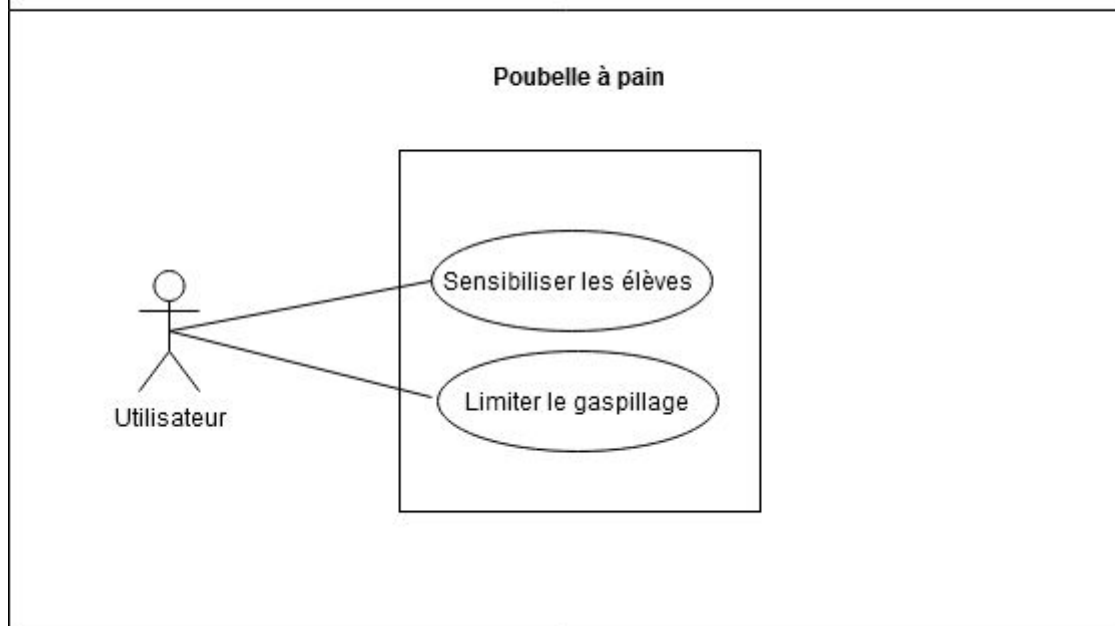 Poubelle à pain
Sensibiliser les élèves
Limiter le gaspillage
Utilisateur